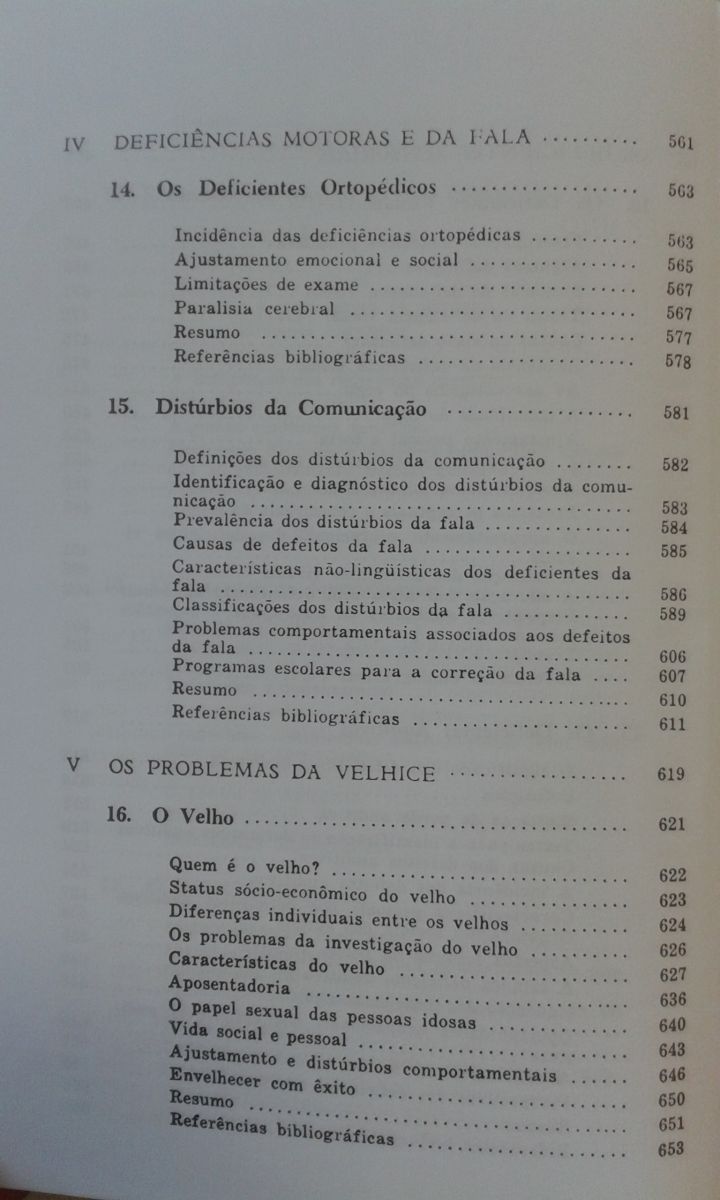 IV DEFICIÊNCIAS MOTORAS E DA FALA .......... 561
14. Os Deficientes Ortopédicos ................... 563
Incidência das deficiências ortopédicas ........... 563
Ajustamento emocional e social ................. 565
Limitações de exame ........................... 567
Paralisia cerebral ............................. 567
Resumo ...................................... 577
Referências bibliográficas ...................... 578
15. Distúrbios da Comunicação ................... 581
Definições dos distúrbios da comunicação ........ 582
Identificação e diagnóstico dos distúrbios da comu-
nicação ....................................... 583
Prevalência dos distúrbios da fala ............... 584
Causas de defeitos da fala ..................... 585
Características não-lingüísticas dos deficientes da
fala .......................................... 586
Classificações dos distúrbios da fala ............. 589
Problemas comportamentais associados aos defeitos
da fala ....................................... 606
Programas escolares para a correção da fala .... 607
Resumo ...................................... 610
Referências bibliográficas ...................... 611
V OS PROBLEMAS DA VELHICE .................. 619
16. O Velho ....................................... 621
Quem é o velho? .............................. 622
Status sócio-econômico do velho ................ 623
Diferenças individuais entre os velhos ........... 624
Os problemas da investigação do velho .......... 626
Características do velho ....................... 627
Aposentadoria ................................ 636
O papel sexual das pessoas idosas .............. 640
Vida social e pessoal ........................... 643
Ajustamento e distúrbios comportamentais ...... 646
Envelhecer com êxito .......................... 650
Resumo ...................................... 651
Referências bibliográficas ...................... 653